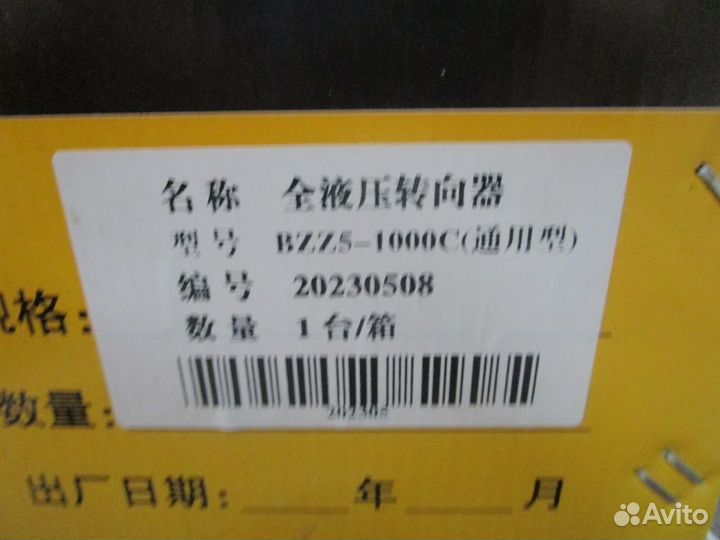 名称 全液压转向器
型号 BZZ5-1000C(通用型)
编号 20230508
数量 1台/箱
格:
202305
数量:
出厂日期: 年 月
Avito